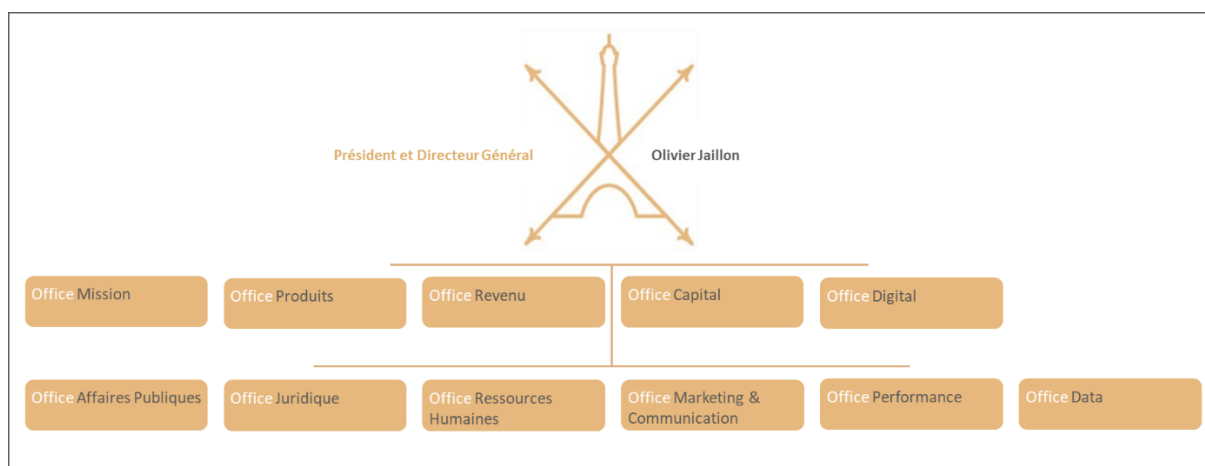 Président et Directeur Général
Olivier Jaillon
Office Mission
Office Produits
Office Revenu
Office Capital
Office Digital
Office Affaires Publiques
Office Juridique
Office Ressources
Humaines
Office Marketing &
Communication
Office Performance
Office Data